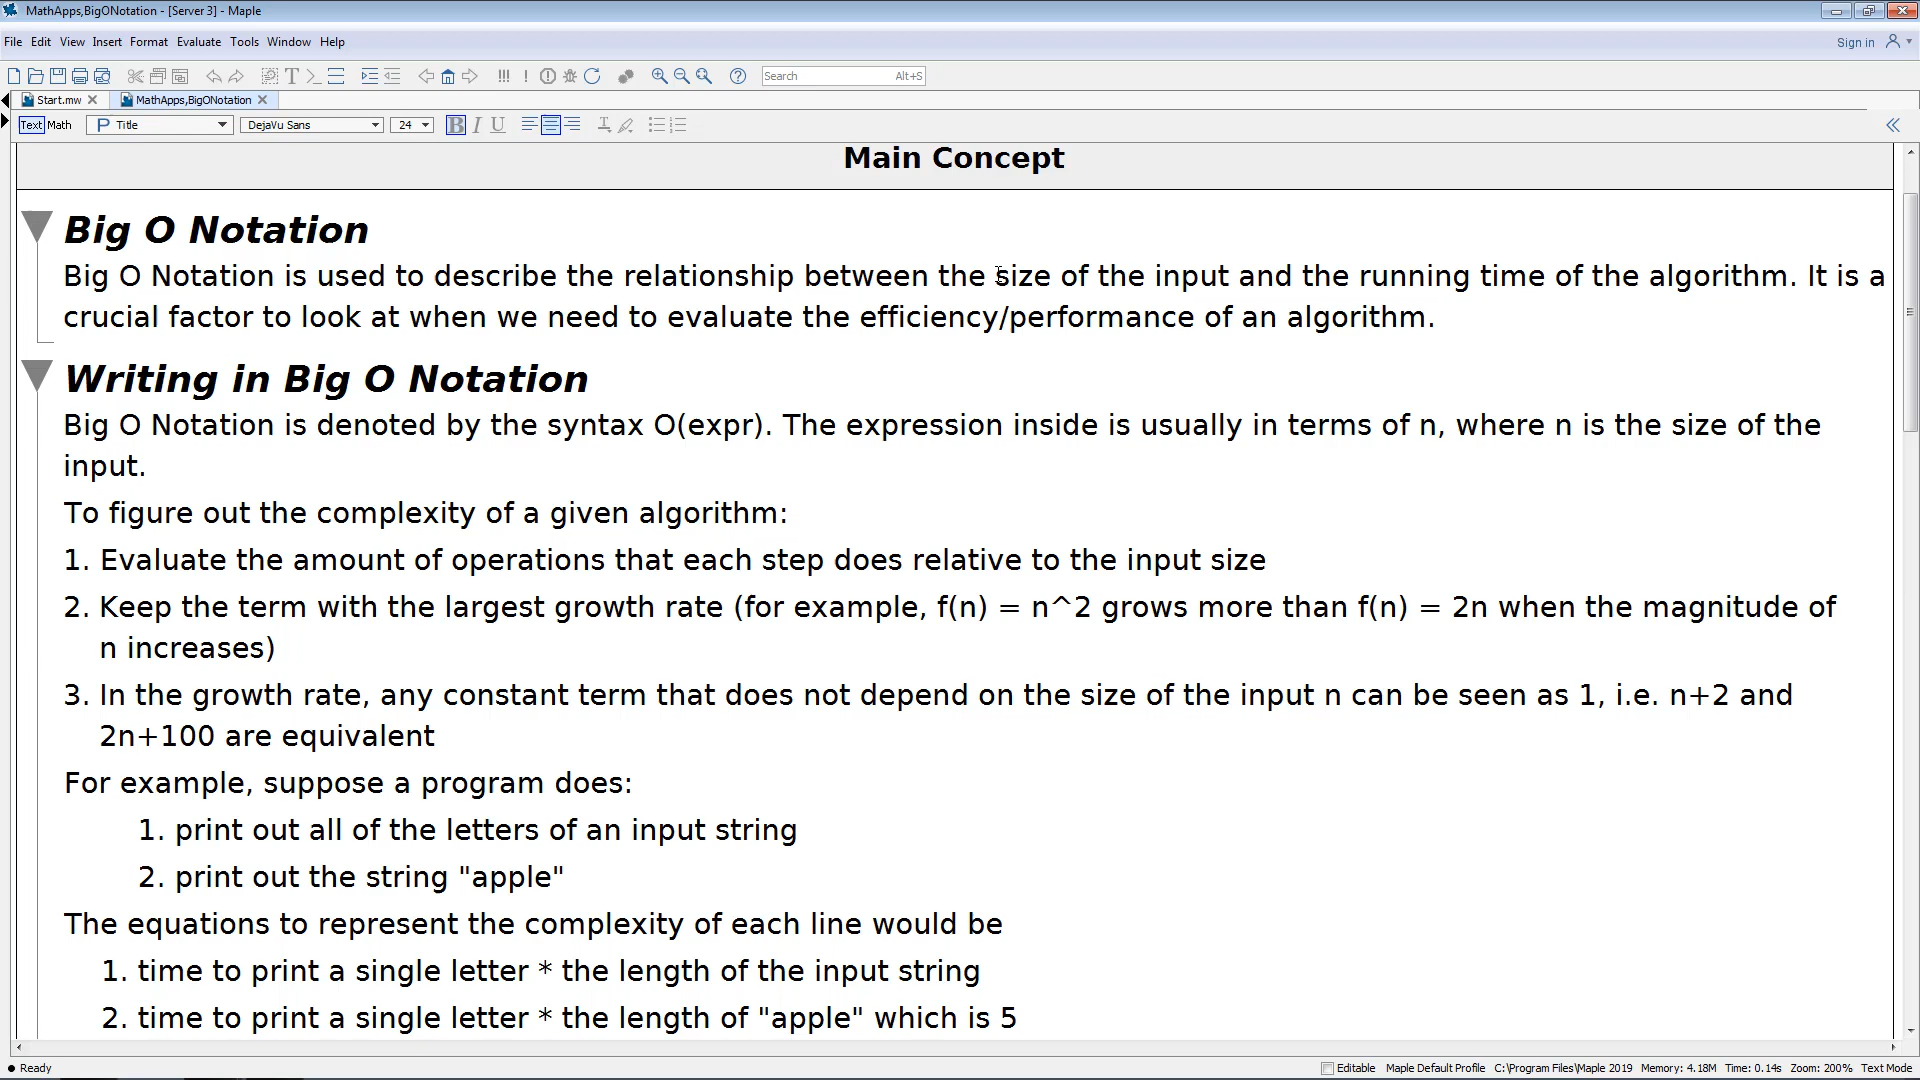 MathApps,BigONotation - [Server 3] - Maple
File Edit View Insert Format Evaluate Tools Window Help
Sign in
Search Alt+S
Start.mw MathApps,BigONotation
Text Math P Title DejaVu Sans 24 B I U
Main Concept
Big O Notation
Big O Notation is used to describe the relationship between the size of the input and the running time of the algorithm. It is a
crucial factor to look at when we need to evaluate the efficiency/performance of an algorithm.
Writing in Big O Notation
Big O Notation is denoted by the syntax O(expr). The expression inside is usually in terms of n, where n is the size of the
input.
To figure out the complexity of a given algorithm:
1. Evaluate the amount of operations that each step does relative to the input size
2. Keep the term with the largest growth rate (for example, f(n) = n^2 grows more than f(n) = 2n when the magnitude of
n increases)
3. In the growth rate, any constant term that does not depend on the size of the input n can be seen as 1, i.e. n+2 and
2n+100 are equivalent
For example, suppose a program does:
1. print out all of the letters of an input string
2. print out the string "apple"
The equations to represent the complexity of each line would be
1. time to print a single letter * the length of the input string
2. time to print a single letter * the length of "apple" which is 5
Ready Editable Maple Default Profile C:\Program Files\Maple 2019 Memory: 4.18M Time: 0.14s Zoom: 200% Text Mode